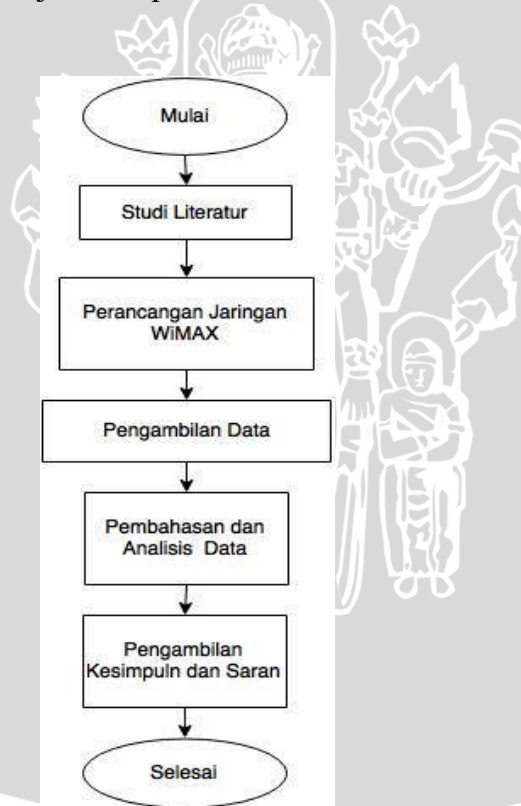 Mulai
Studi Literatur
Perancangan Jaringan
WiMAX
Pengambilan Data
Pembahasan dan
Analisis Data
Pengambilan
Kesimpuln dan Saran
Selesai